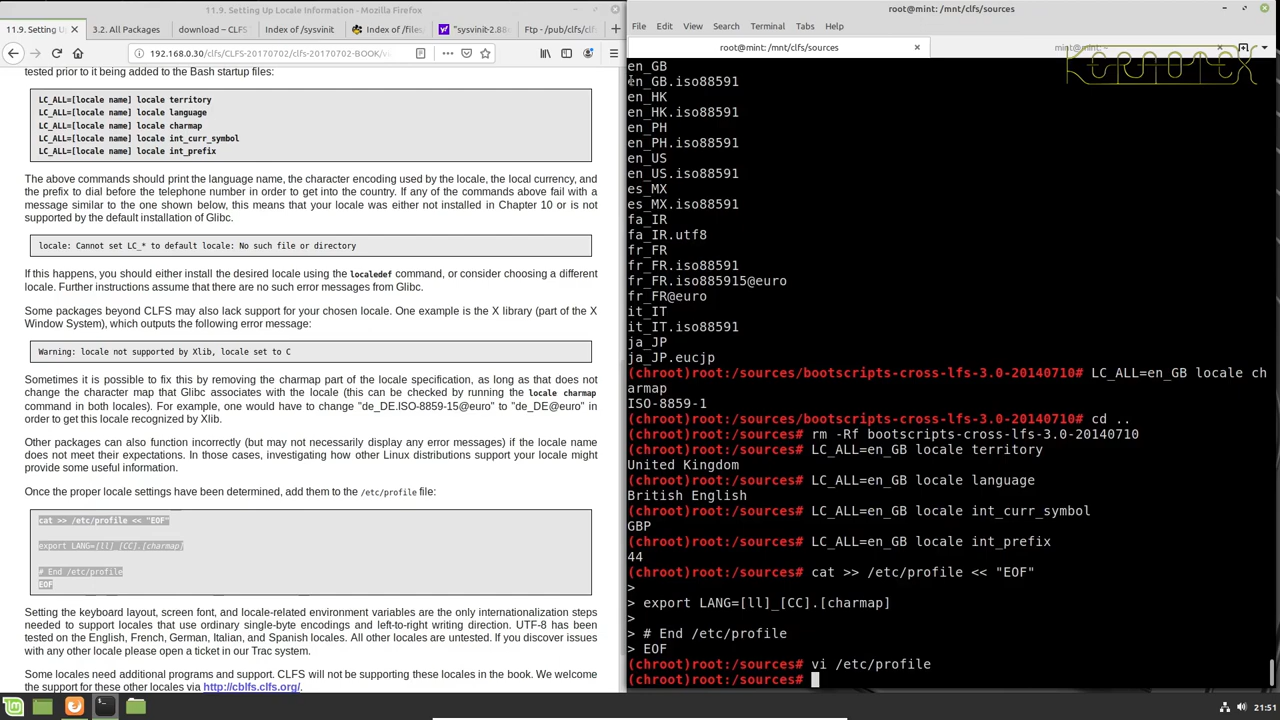 11.9. Setting Up Locale Information - Mozilla Firefox
11.9. Setting Up
3.2. All Packages
download – CLFS
Index of /sysvinit
Index of /files
"sysvinit-2.88
Ftp - /pub/clfs/
192.168.0.30/clfs/CLFS-20170702/clfs-20170702-BOOK/
tested prior to it being added to the Bash startup files:
LC_ALL=[locale name] locale territory
LC_ALL=[locale name] locale language
LC_ALL=[locale name] locale charmap
LC_ALL=[locale name] locale int_curr_symbol
LC_ALL=[locale name] locale int_prefix
The above commands should print the language name, the character encoding used by the locale, the local currency, and
the prefix to dial before the telephone number in order to get into the country. If any of the commands above fail with a
message similar to the one shown below, this means that your locale was either not installed in Chapter 10 or is not
supported by the default installation of Glibc.
locale: Cannot set LC_* to default locale: No such file or directory
If this happens, you should either install the desired locale using the localedef command, or consider choosing a different
locale. Further instructions assume that there are no such error messages from Glibc.
Some packages beyond CLFS may also lack support for your chosen locale. One example is the X library (part of the X
Window System), which outputs the following error message:
Warning: locale not supported by Xlib, locale set to C
Sometimes it is possible to fix this by removing the charmap part of the locale specification, as long as that does not
change the character map that Glibc associates with the locale (this can be checked by running the locale charmap
command in both locales). For example, one would have to change "de_DE.ISO-8859-15@euro" to "de_DE@euro" in
order to get this locale recognized by Xlib.
Other packages can also function incorrectly (but may not necessarily display any error messages) if the locale name
does not meet their expectations. In those cases, investigating how other Linux distributions support your locale might
provide some useful information.
Once the proper locale settings have been determined, add them to the /etc/profile file:
cat >> /etc/profile << "EOF"
export LANG=[ll]_[CC].[charmap]
# End /etc/profile
EOF
Setting the keyboard layout, screen font, and locale-related environment variables are the only internationalization steps
needed to support locales that use ordinary single-byte encodings and left-to-right writing direction. UTF-8 has been
tested on the English, French, German, Italian, and Spanish locales. All other locales are untested. If you discover issues
with any other locale please open a ticket in our Trac system.
Some locales need additional programs and support. CLFS will not be supporting these locales in the book. We welcome
the support for these other locales via http://cblfs.clfs.org/.
root@mint: /mnt/clfs/sources
File Edit View Search Terminal Tabs Help
root@mint: /mnt/clfs/sources
root@mint: ~
KERNOTEX
en_GB
en_GB.iso88591
en_HK
en_HK.iso88591
en_PH
en_PH.iso88591
en_US
en_US.iso88591
es_MX
es_MX.iso88591
fa_IR
fa_IR.utf8
fr_FR
fr_FR.iso88591
fr_FR.iso885915@euro
fr_FR@euro
it_IT
it_IT.iso88591
ja_JP
ja_JP.eucjp
(chroot)root:/sources/bootscripts-cross-lfs-3.0-20140710# LC_ALL=en_GB locale ch
armap
ISO-8859-1
(chroot)root:/sources/bootscripts-cross-lfs-3.0-20140710# cd ..
(chroot)root:/sources# rm -Rf bootscripts-cross-lfs-3.0-20140710
(chroot)root:/sources# LC_ALL=en_GB locale territory
United Kingdom
(chroot)root:/sources# LC_ALL=en_GB locale language
British English
(chroot)root:/sources# LC_ALL=en_GB locale int_curr_symbol
GBP
(chroot)root:/sources# LC_ALL=en_GB locale int_prefix
44
(chroot)root:/sources# cat >> /etc/profile << "EOF"
>
> export LANG=[ll]_[CC].[charmap]
>
> # End /etc/profile
> EOF
(chroot)root:/sources# vi /etc/profile
(chroot)root:/sources#
21:51